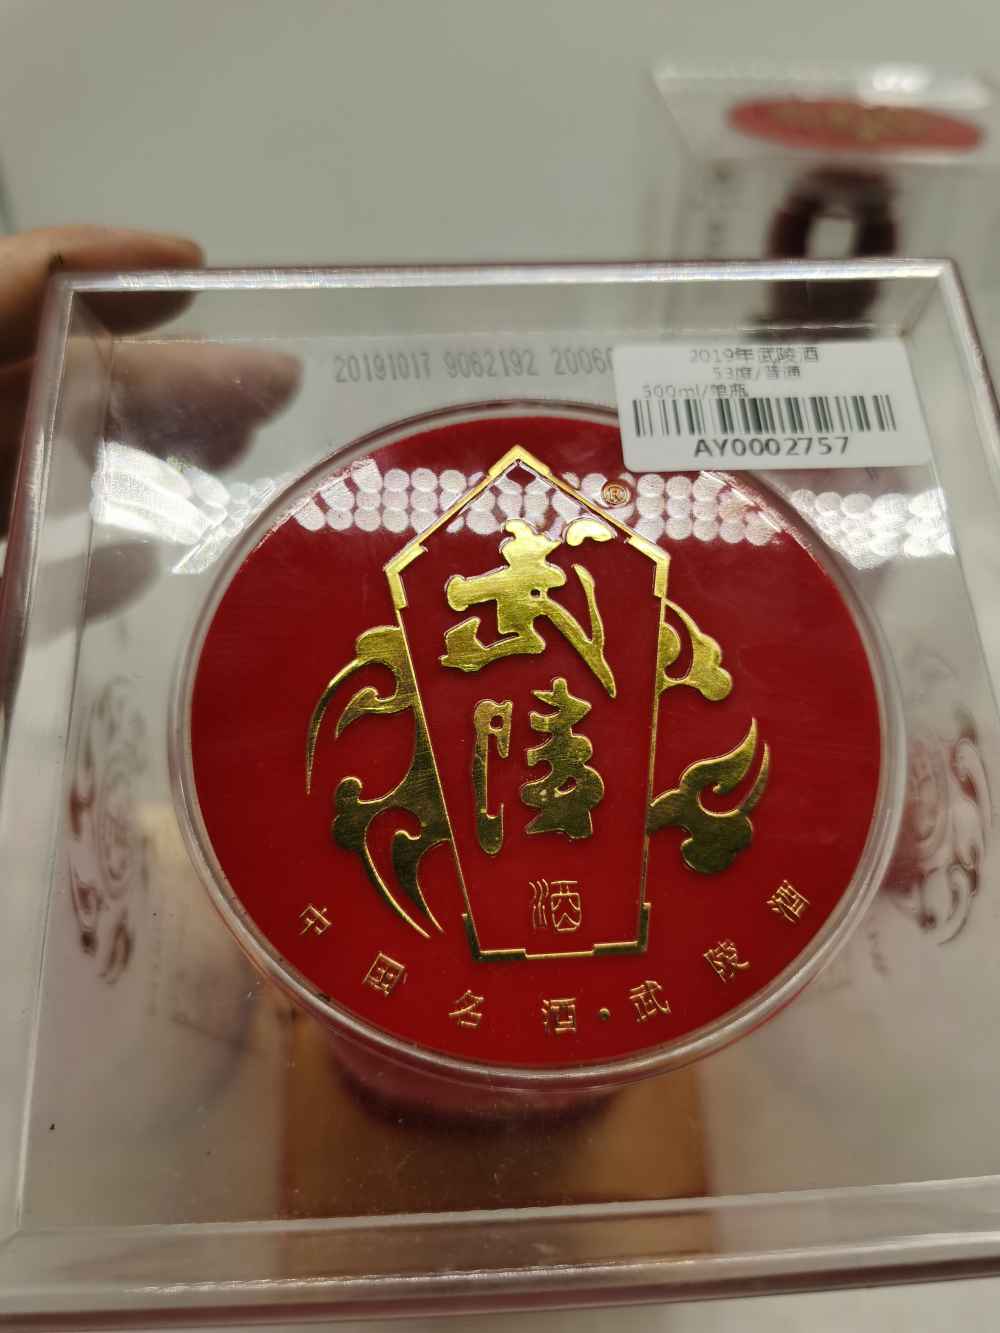 20191017 9062192 2006
2019年武陵酒
53度/普通
500ml/单瓶
AY0002757
®
武
陵
酒
中国名酒·武陵酒